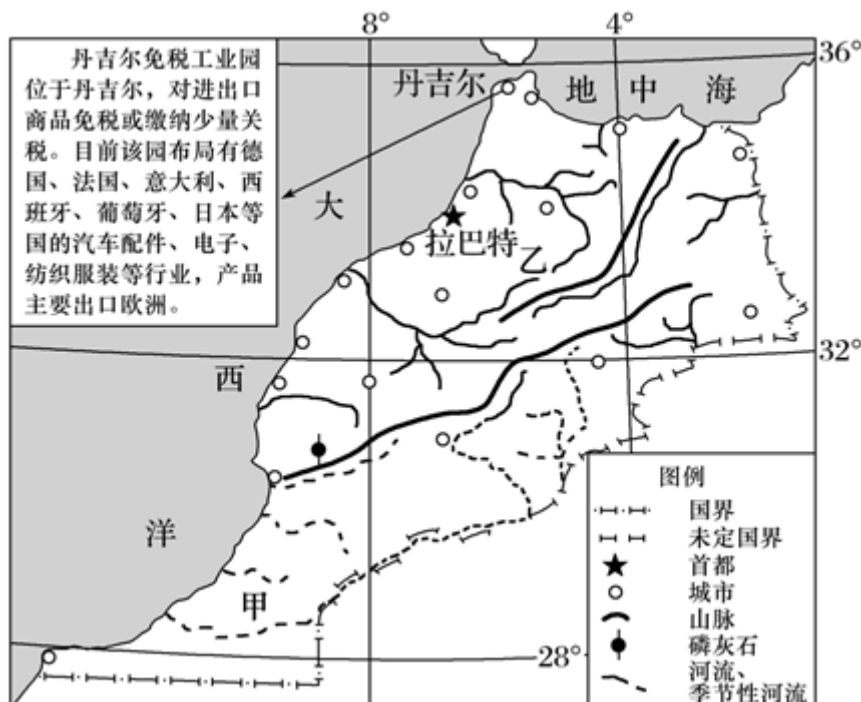 8°
4°
36°
丹吉尔免税工业园
位于丹吉尔，对进出口
商品免税或缴纳少量关
税。目前该园布局有德
国、法国、意大利、西
班牙、葡萄牙、日本等
国的汽车配件、电子、
纺织服装等行业，产品
主要出口欧洲。
丹吉尔
地中海
大
拉巴特
乙
32°
西
洋
甲
28°
图例
国界
未定国界
首都
城市
山脉
磷灰石
河流、
季节性河流